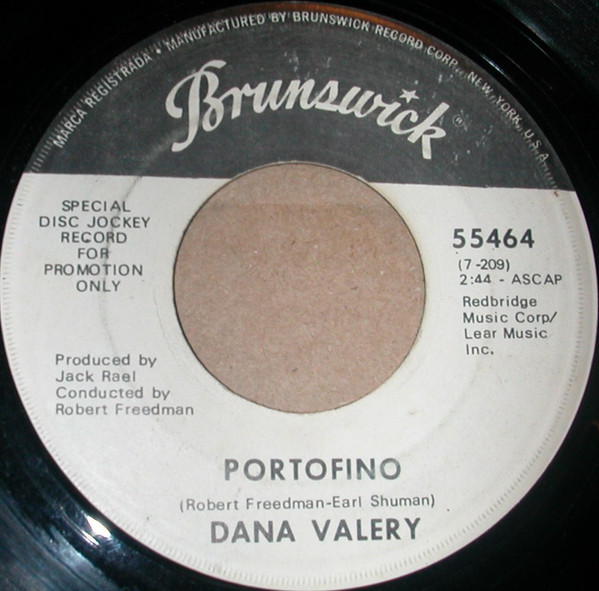 MARCA REGISTRADA • MANUFACTURED BY BRUNSWICK RECORD CORP., NEW YORK, U.S.A.
Brunswick®
SPECIAL
DISC JOCKEY
RECORD
FOR
PROMOTION
ONLY
55464
(7-209)
2:44 - ASCAP
Redbridge
Music Corp/
Lear Music
Inc.
Produced by
Jack Rael
Conducted by
Robert Freedman
PORTOFINO
(Robert Freedman-Earl Shuman)
DANA VALERY